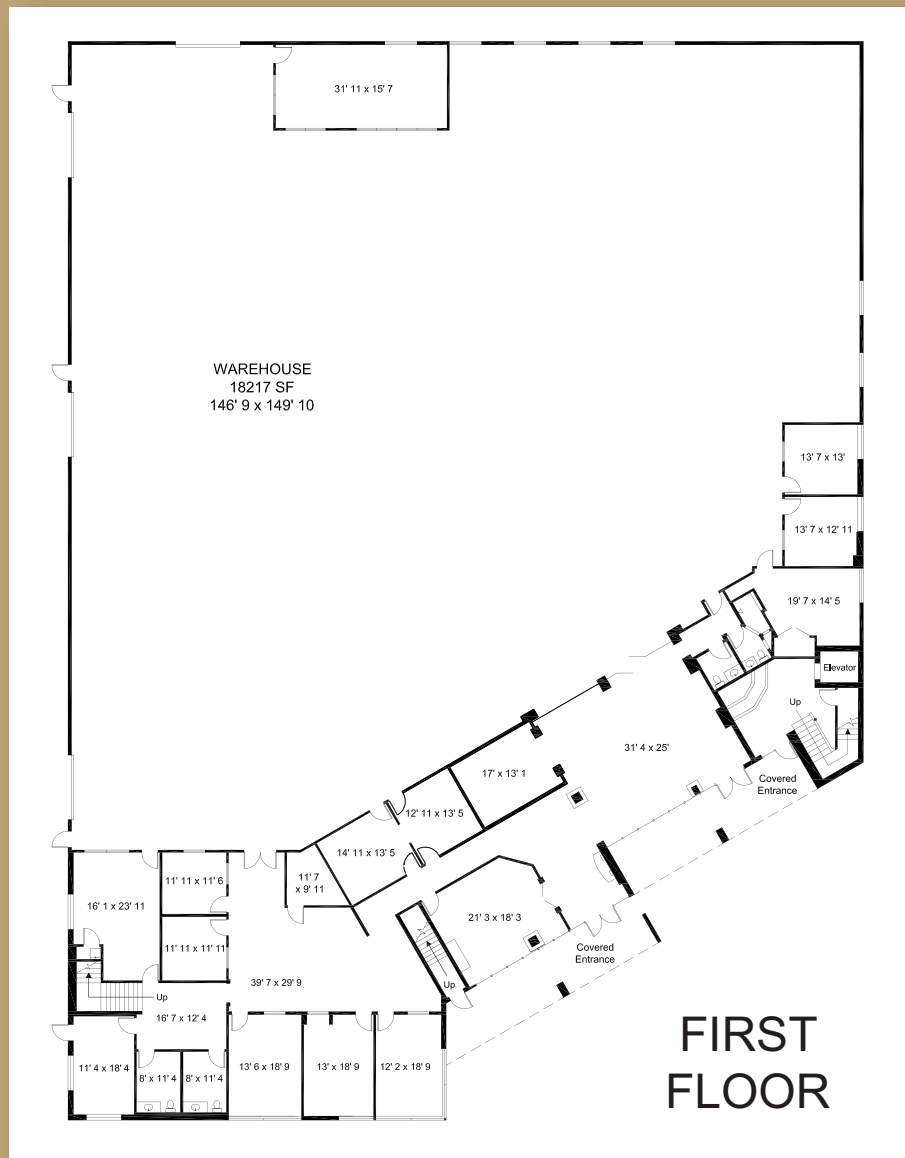 31' 11 x 15' 7
WAREHOUSE
18217 SF
146' 9 x 149' 10
13' 7 x 13'
13' 7 x 12' 11
19' 7 x 14' 5
Elevator
Up
31' 4 x 25'
17' x 13' 1
Covered
Entrance
12' 11 x 13' 5
14' 11 x 13' 5
11' 7
x 9' 11
11' 11 x 11' 6
16' 1 x 23' 11
21' 3 x 18' 3
11' 11 x 11' 11
Covered
Entrance
39' 7 x 29' 9
Up
Up
16' 7 x 12' 4
11' 4 x 18' 4
8' x 11' 4
8' x 11' 4
13' 6 x 18' 9
13' x 18' 9
12' 2 x 18' 9
FIRST
FLOOR